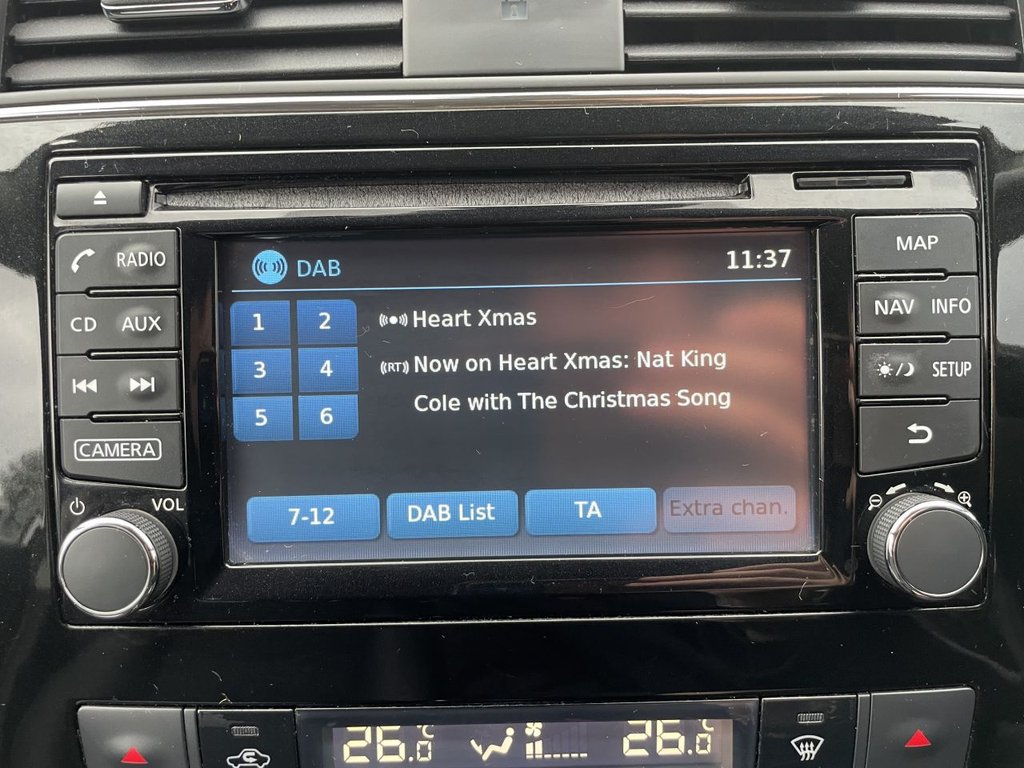 DAB
11:37
RADIO
MAP
CD AUX
NAV INFO
SETUP
CAMERA
VOL
1 2
3 4
5 6
Heart Xmas
(RT) Now on Heart Xmas: Nat King
Cole with The Christmas Song
7-12
DAB List
TA
Extra chan.
26.0 °C
26.0 °C